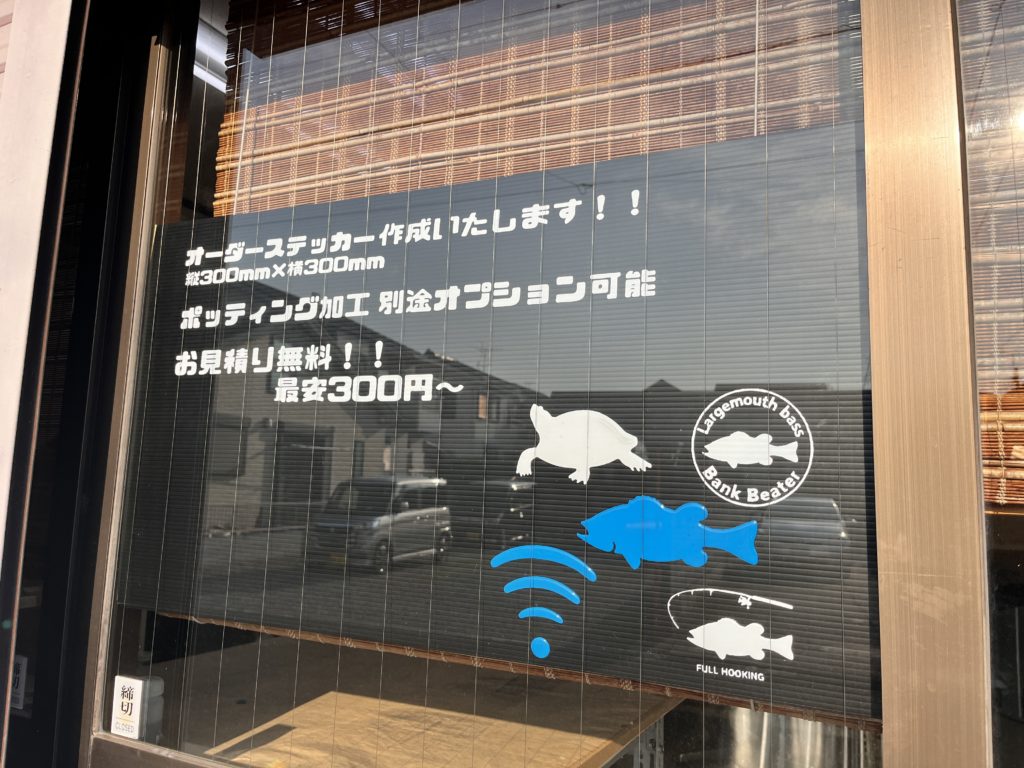 オーダーステッカー作成いたします！！
縦300mm×横300mm
ポッティング加工 別途オプション可能
お見積り無料！！
最安300円～
Largemouth bass
Bank Beater
FULL HOOKING
締切
CLOSED